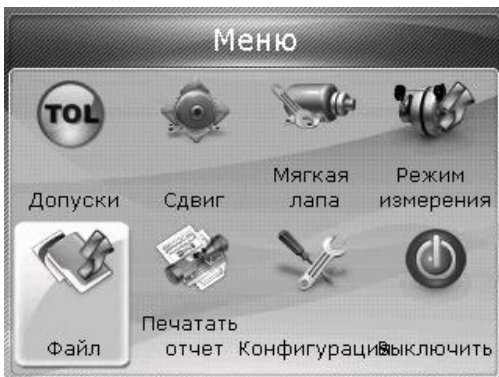 Меню
TOL
Допуски
Сдвиг
Мягкая
лапа
Режим
измерения
Файл
Печатать
отчет
Конфигурация
Выключить